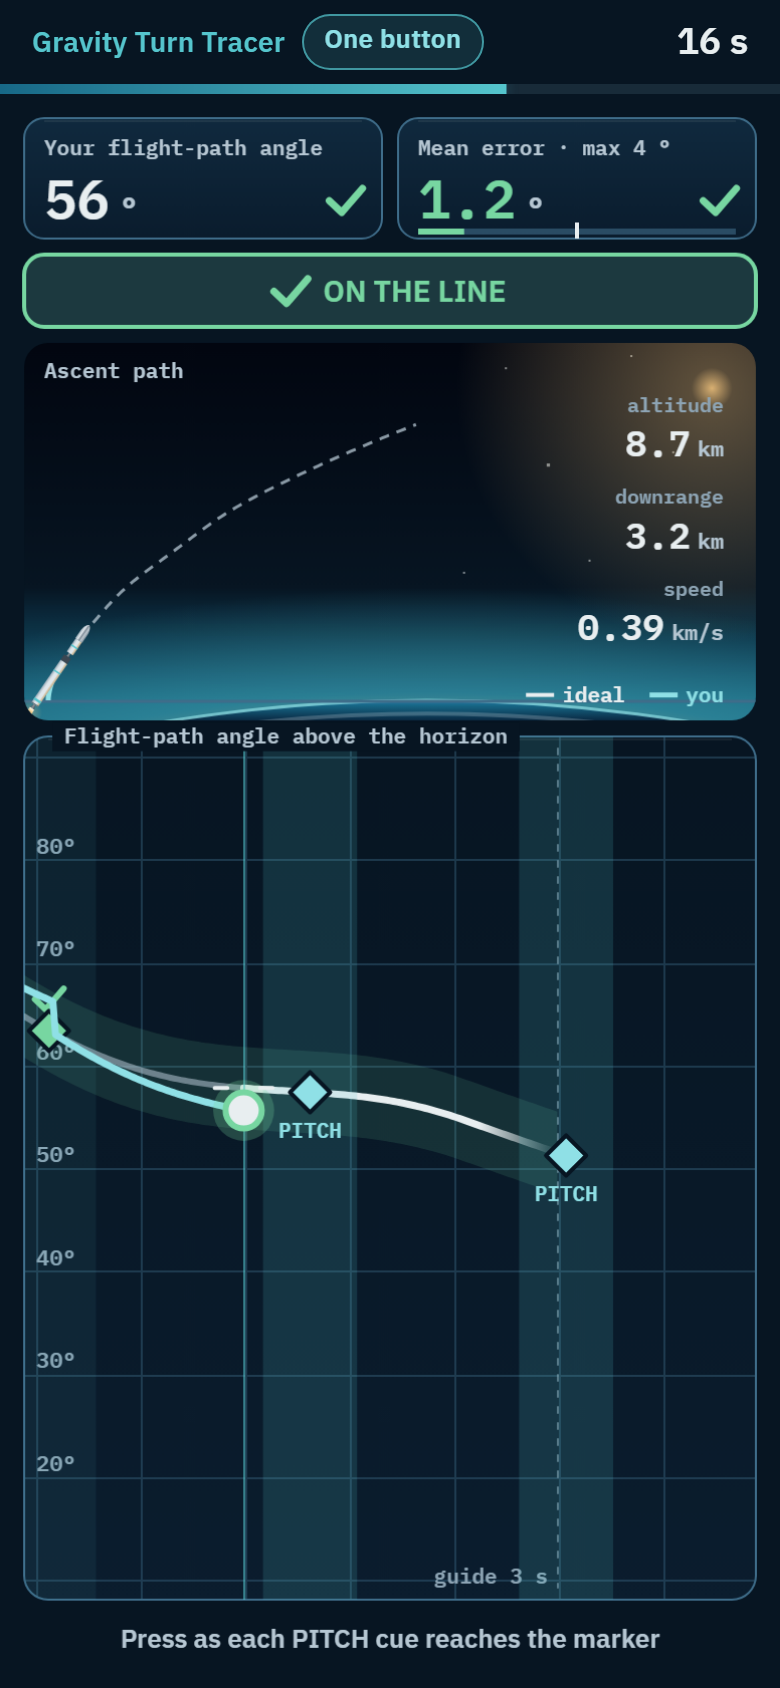 Gravity Turn Tracer
One button
16 s
Your flight-path angle
56 °
Mean error · max 4 °
1.2 °
ON THE LINE
Ascent path
altitude
8.7 km
downrange
3.2 km
speed
0.39 km/s
ideal
you
Flight-path angle above the horizon
80°
70°
60°
PITCH
50°
PITCH
40°
30°
20°
guide 3 s
Press as each PITCH cue reaches the marker